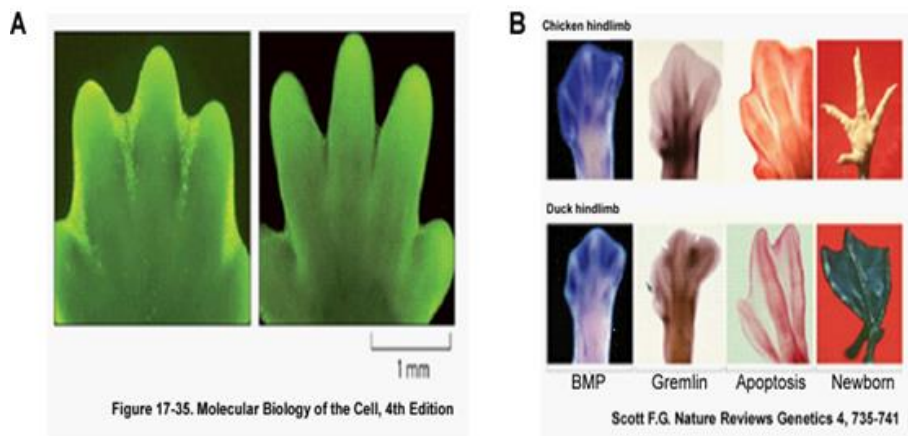 A
B
Chicken hindlimb
Duck hindlimb
1 mm
BMP Gremlin Apoptosis Newborn
Figure 17-35. Molecular Biology of the Cell, 4th Edition
Scott F.G. Nature Reviews Genetics 4, 735-741